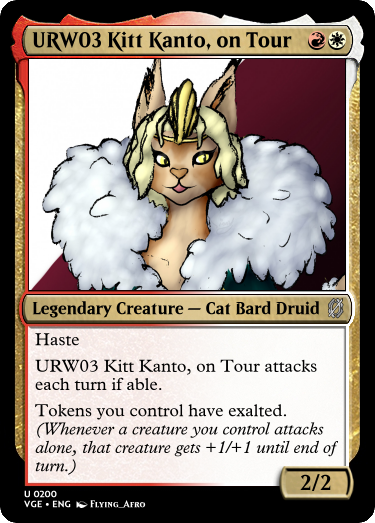 URW03 Kitt Kanto, on Tour
Legendary Creature — Cat Bard Druid
Haste
URW03 Kitt Kanto, on Tour attacks
each turn if able.
Tokens you control have exalted.
(Whenever a creature you control attacks
alone, that creature gets +1/+1 until end of
turn.)
2/2
U 0200
VGE • ENG Flying_Afro